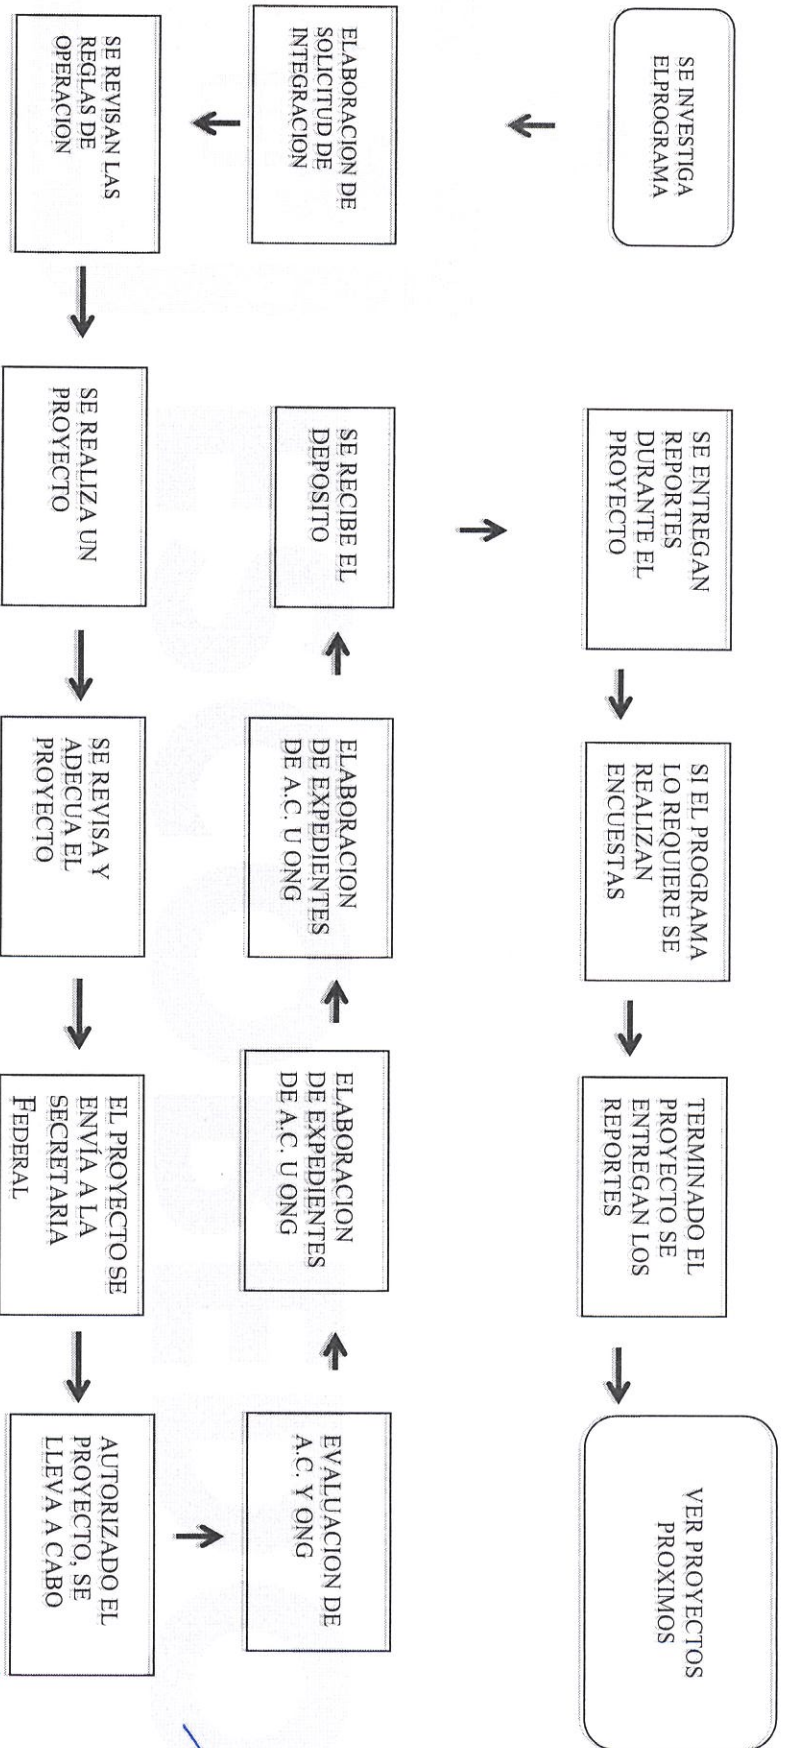 SE INVESTIGA
ELPROGRAMA
ELABORACION DE
SOLICITUD DE
INTEGRACION
SE REVISAN LAS
REGLAS DE
OPERACION
SE REALIZA UN
PROYECTO
SE REVISA Y
ADECUA EL
PROYECTO
EL PROYECTO SE
ENVÍA A LA
SECRETARIA
FEDERAL
AUTORIZADO EL
PROYECTO, SE
LLEVA A CABO
EVALUACION DE
A.C. Y ONG
ELABORACION
DE EXPEDIENTES
DE A.C. U ONG
ELABORACION
DE EXPEDIENTES
DE A.C. U ONG
SE RECIBE EL
DEPOSITO
SE ENTREGAN
REPORTES
DURANTE EL
PROYECTO
SI EL PROGRAMA
LO REQUIERE SE
REALIZAN
ENCUESTAS
TERMINADO EL
PROYECTO SE
ENTREGAN LOS
REPORTES
VER PROYECTOS
PROXIMOS